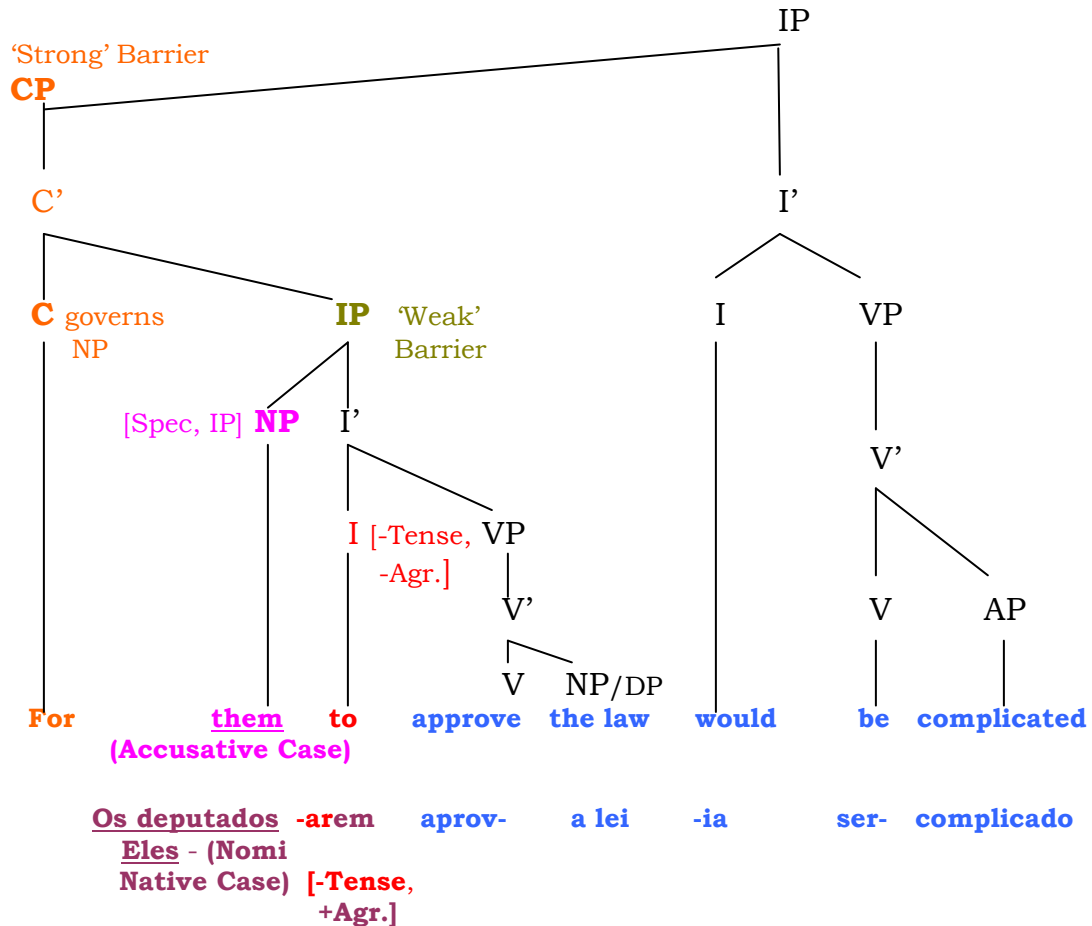 IP
‘Strong’ Barrier
CP
C’ I’
C governs IP ‘Weak’ I VP
NP Barrier
[Spec, IP] NP I’
V’
I [-Tense, VP
-Agr.]
V’ V AP
V NP/DP
For them to approve the law would be complicated
(Accusative Case)
Os deputados -arem aprov- a lei -ia ser- complicado
Eles - (Nomi
Native Case) [-Tense,
+Agr.]